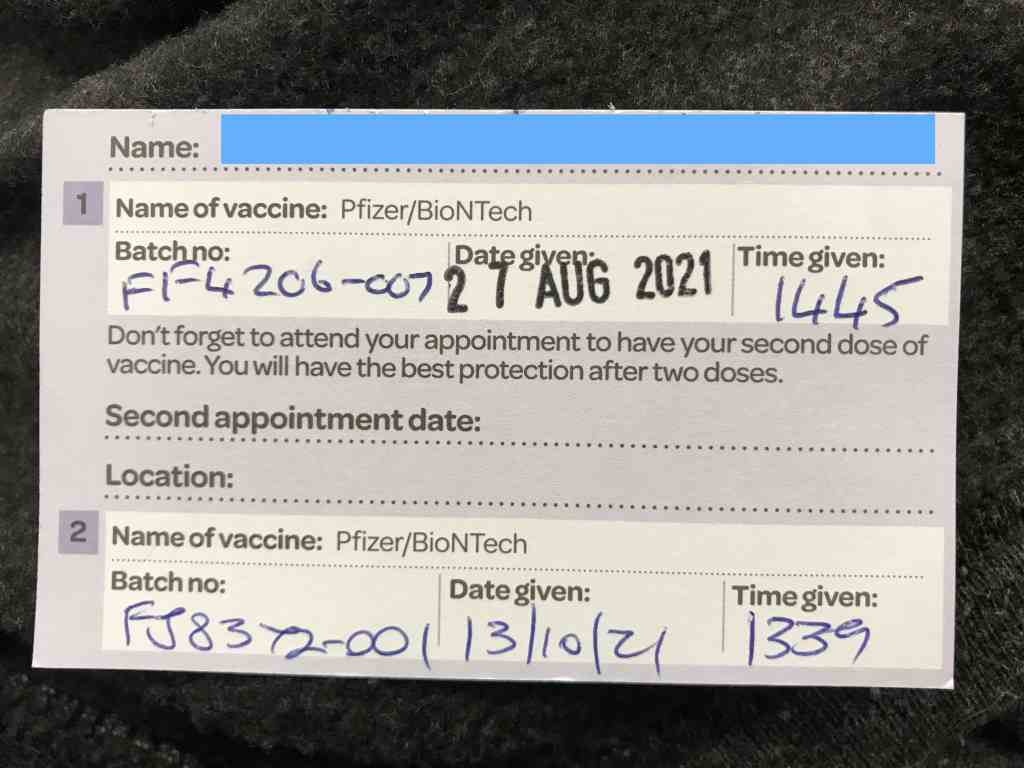 Name:
1
Name of vaccine: Pfizer/BioNTech
Batch no: Date given: Time given:
FF4206-007 27 AUG 2021 1445
Don't forget to attend your appointment to have your second dose of
vaccine. You will have the best protection after two doses.
Second appointment date:
Location:
2
Name of vaccine: Pfizer/BioNTech
Batch no: Date given: Time given:
FJ8372-001 13/10/21 1339